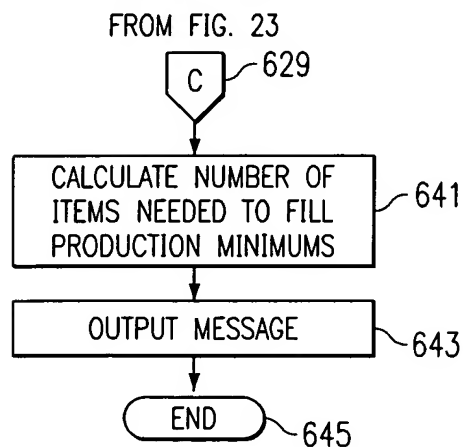 FROM FIG. 23
C
629
CALCULATE NUMBER OF
ITEMS NEEDED TO FILL
PRODUCTION MINIMUMS
641
OUTPUT MESSAGE
643
END
645